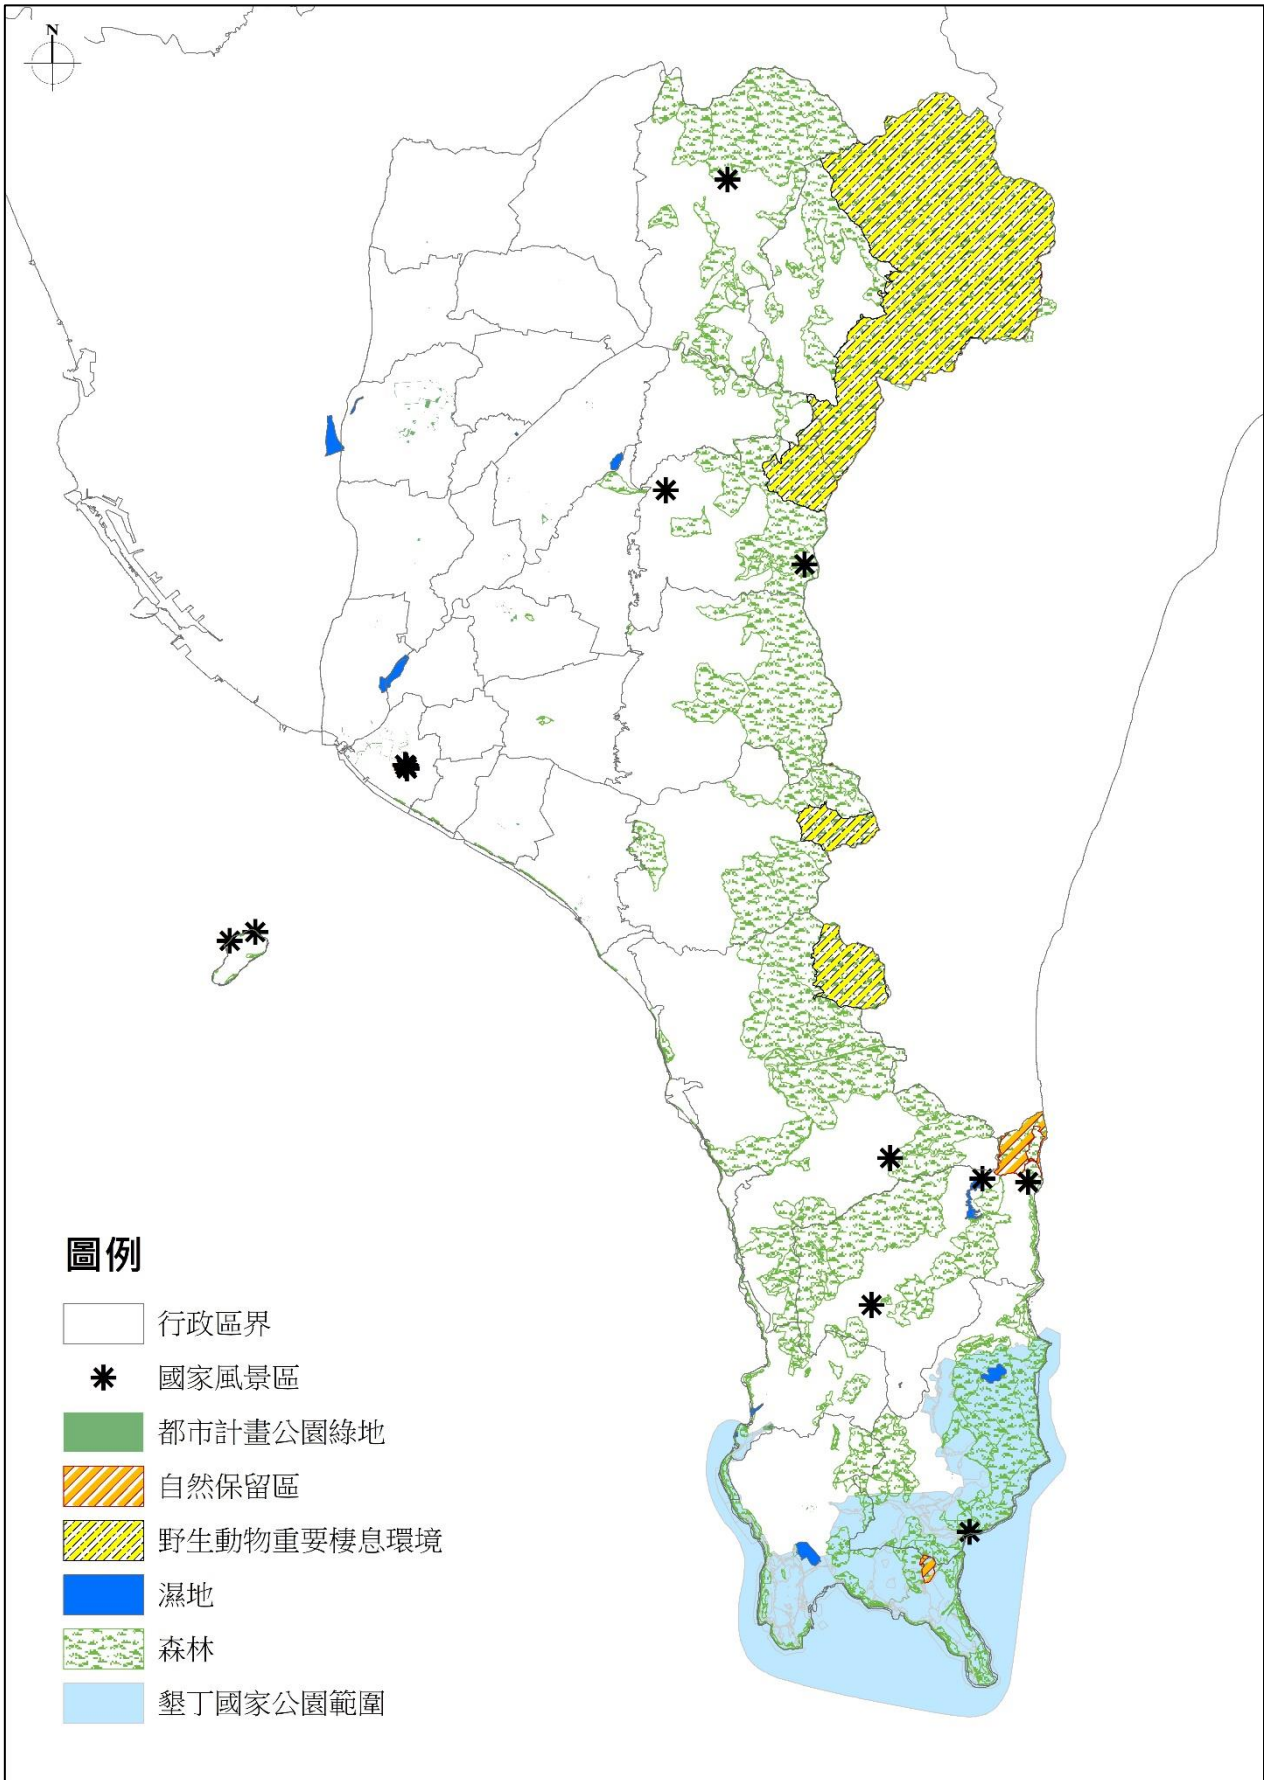 N
圖例
行政區界
國家風景區
都市計畫公園綠地
自然保留區
野生動物重要棲息環境
濕地
森林
墾丁國家公園範圍